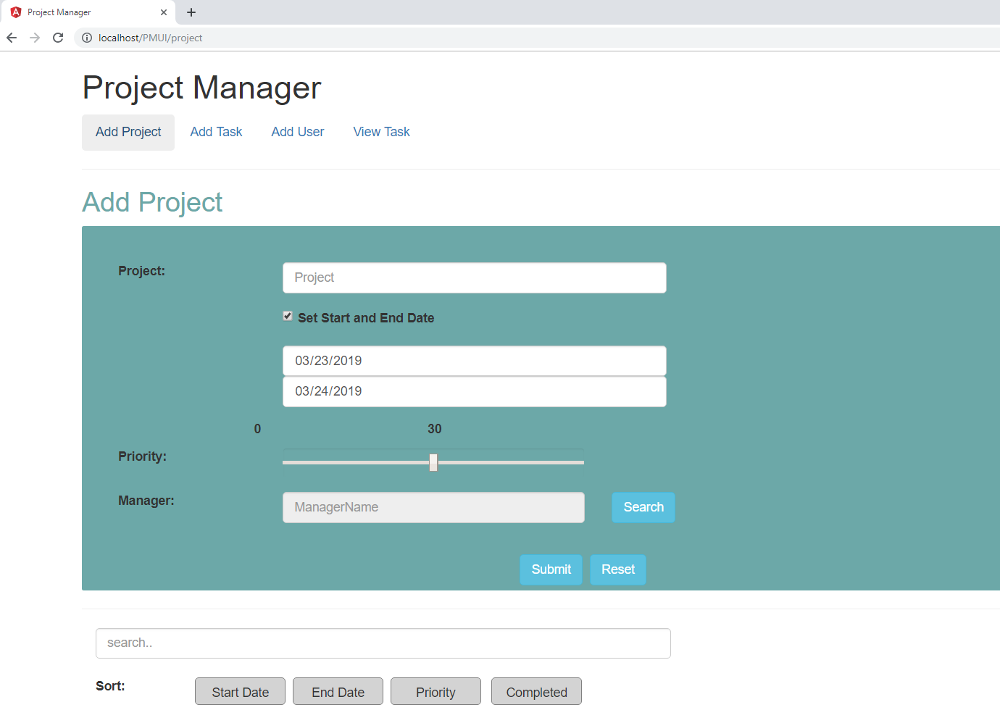 Project Manager
localhost/PMUI/project
Project Manager
Add Project Add Task Add User View Task
Add Project
Project: Project
Set Start and End Date
03/23/2019
03/24/2019
0 30
Priority:
Manager: ManagerName Search
Submit Reset
search..
Sort: Start Date End Date Priority Completed